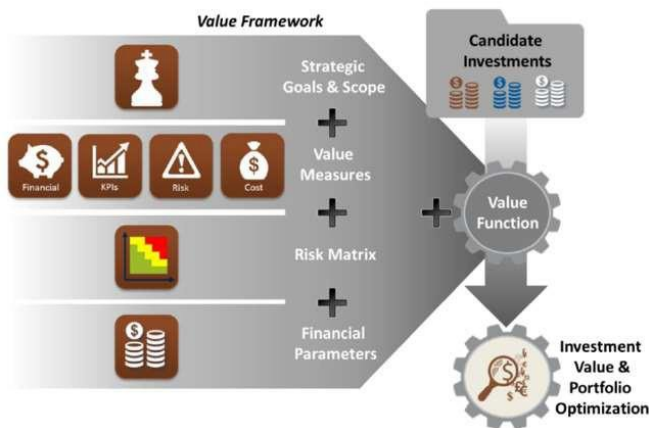 Value Framework
Strategic
Goals & Scope
Value
Measures
Financial
KPIs
Risk
Cost
Risk Matrix
Financial
Parameters
Candidate
Investments
Value
Function
Investment
Value &
Portfolio
Optimization